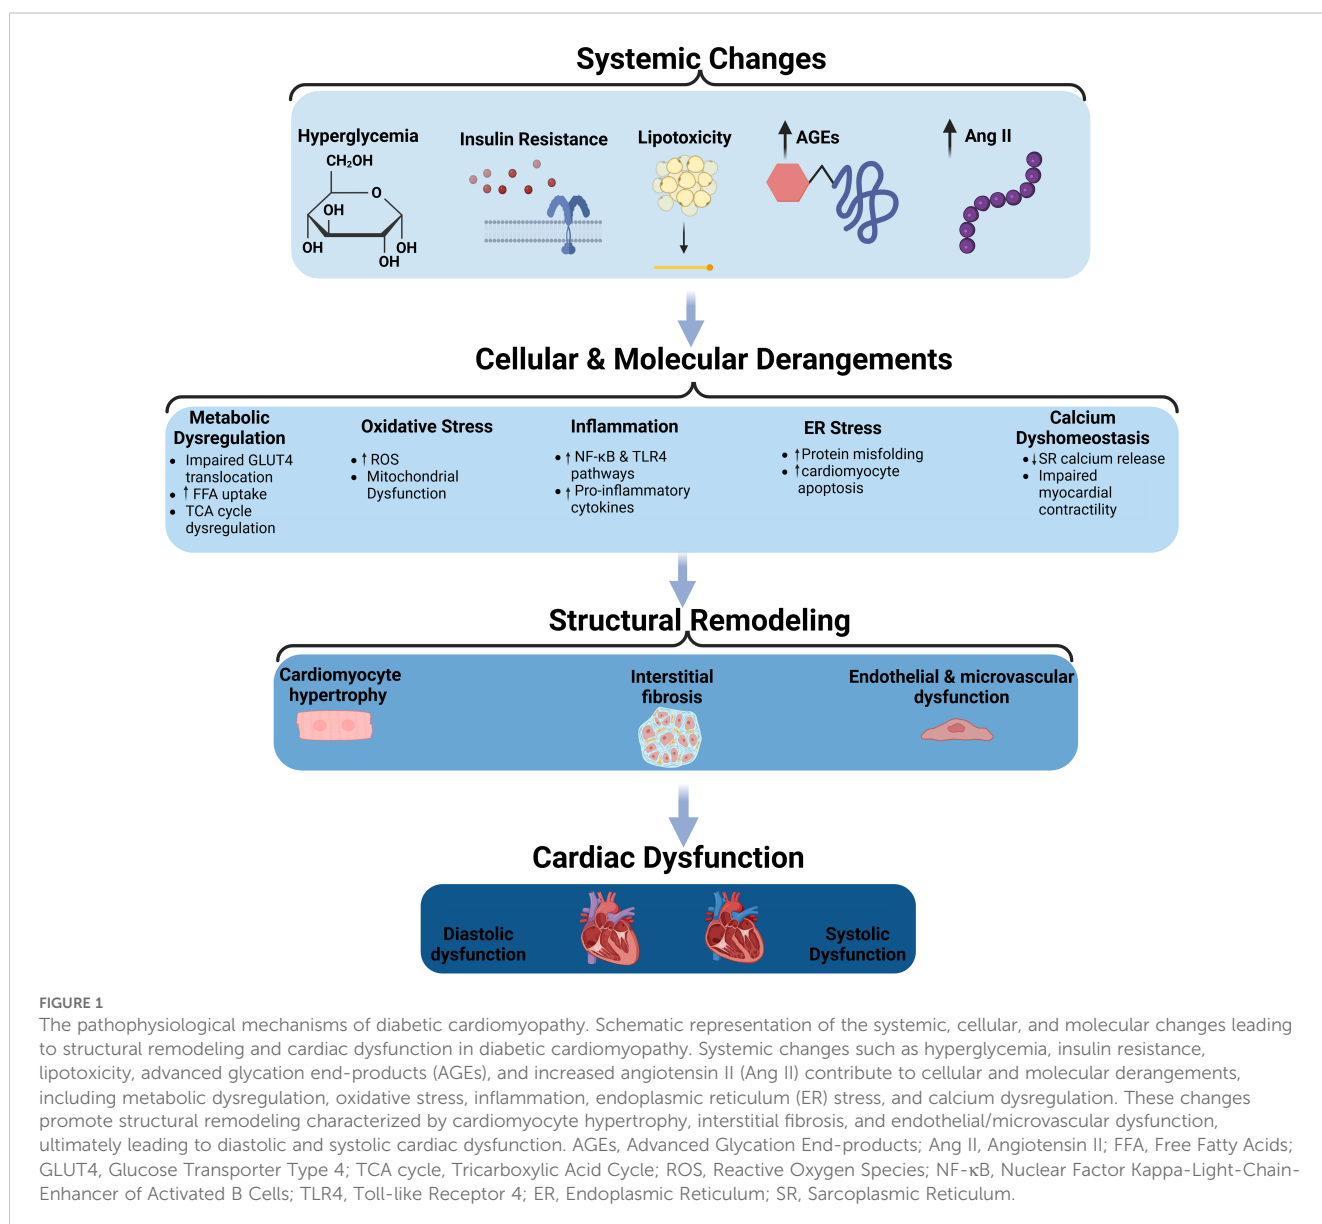 Systemic Changes
Hyperglycemia
Insulin Resistance
Lipotoxicity
↑ AGEs
↑ Ang II
CH₂OH
O
OH
OH
OH
OH
Cellular & Molecular Derangements
Metabolic
Dysregulation
• Impaired GLUT4
translocation
• ↑ FFA uptake
• TCA cycle
dysregulation
Oxidative Stress
• ↑ ROS
• Mitochondrial
Dysfunction
Inflammation
• ↑ NF-κB & TLR4
pathways
• ↑ Pro-inflammatory
cytokines
ER Stress
• ↑Protein misfolding
• ↑cardiomyocyte
apoptosis
Calcium
Dyshomeostasis
• ↓SR calcium release
• Impaired
myocardial
contractility
Structural Remodeling
Cardiomyocyte
hypertrophy
Interstitial
fibrosis
Endothelial & microvascular
dysfunction
Cardiac Dysfunction
Diastolic
dysfunction
Systolic
Dysfunction
FIGURE 1
The pathophysiological mechanisms of diabetic cardiomyopathy. Schematic representation of the systemic, cellular, and molecular changes leading
to structural remodeling and cardiac dysfunction in diabetic cardiomyopathy. Systemic changes such as hyperglycemia, insulin resistance,
lipotoxicity, advanced glycation end-products (AGEs), and increased angiotensin II (Ang II) contribute to cellular and molecular derangements,
including metabolic dysregulation, oxidative stress, inflammation, endoplasmic reticulum (ER) stress, and calcium dysregulation. These changes
promote structural remodeling characterized by cardiomyocyte hypertrophy, interstitial fibrosis, and endothelial/microvascular dysfunction,
ultimately leading to diastolic and systolic cardiac dysfunction. AGEs, Advanced Glycation End-products; Ang II, Angiotensin II; FFA, Free Fatty Acids;
GLUT4, Glucose Transporter Type 4; TCA cycle, Tricarboxylic Acid Cycle; ROS, Reactive Oxygen Species; NF-κB, Nuclear Factor Kappa-Light-Chain-
Enhancer of Activated B Cells; TLR4, Toll-like Receptor 4; ER, Endoplasmic Reticulum; SR, Sarcoplasmic Reticulum.